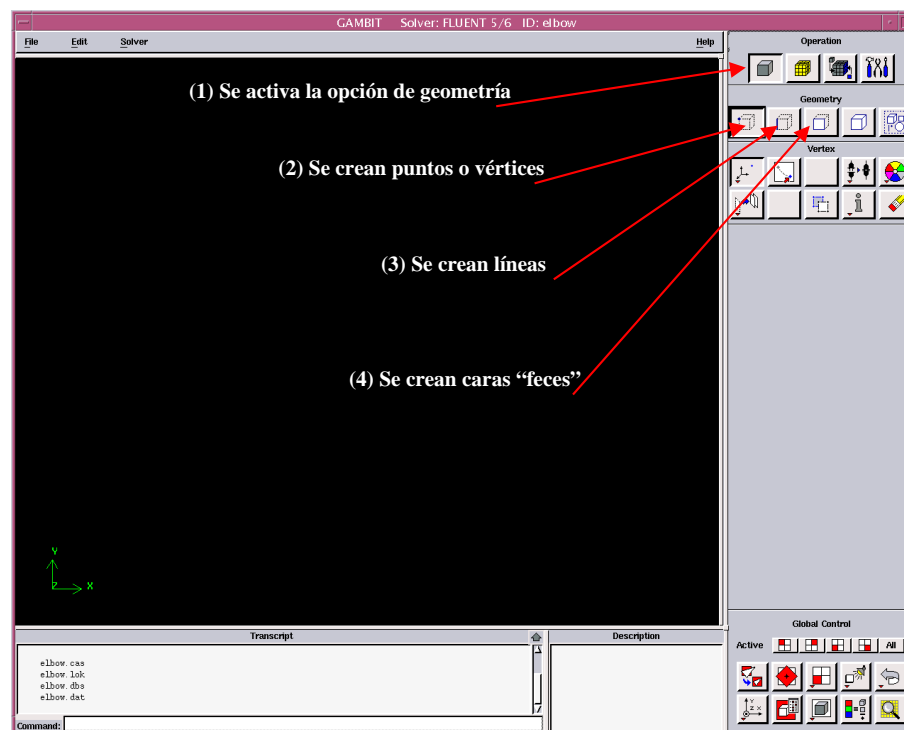 GAMBIT Solver: FLUENT 5/6 ID: elbow
File Edit Solver Help
Operation
(1) Se activa la opción de geometría
Geometry
Vertex
(2) Se crean puntos o vértices
(3) Se crean líneas
(4) Se crean caras “feces”
Y
Z X
Global Control
Active All
Transcript
Description
elbow.cas
elbow.lok
elbow.dbs
elbow.dat
Command: